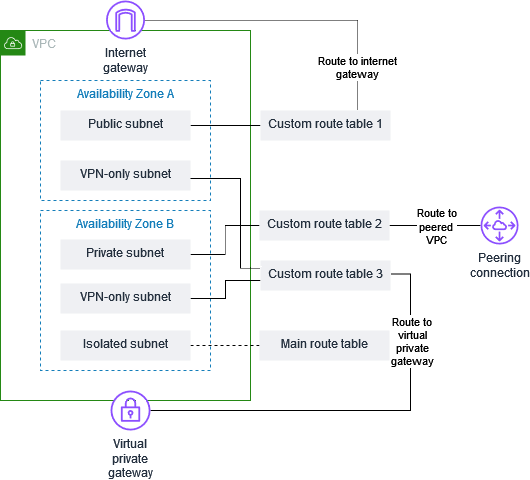 VPC
Internet
gateway
Route to internet
gateway
Availability Zone A
Public subnet
Custom route table 1
VPN-only subnet
Availability Zone B
Custom route table 2
Route to
peered
VPC
Peering
connection
Private subnet
Custom route table 3
VPN-only subnet
Route to
virtual
private
gateway
Isolated subnet
Main route table
Virtual
private
gateway